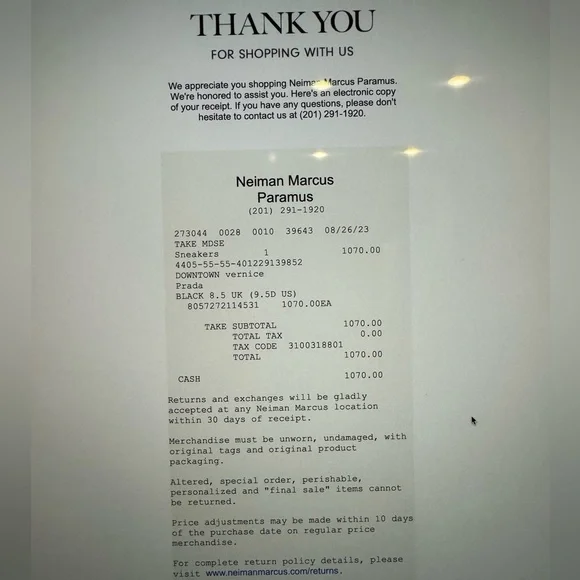 THANK YOU
FOR SHOPPING WITH US
We appreciate you shopping Neiman Marcus Paramus.
We're honored to assist you. Here's an electronic copy
of your receipt. If you have any questions, please don't
hesitate to contact us at (201) 291-1920.
Neiman Marcus
Paramus
(201) 291-1920
273044 0028 0010 39643 08/26/23
TAKE MDSE
Sneakers 1 1070.00
4405-55-55-401229139852
DOWNTOWN vernice
Prada
BLACK 8.5 UK (9.5D US)
8057272114531 1070.00EA
TAKE SUBTOTAL 1070.00
TOTAL TAX 0.00
TAX CODE 3100318801
TOTAL 1070.00
CASH 1070.00
Returns and exchanges will be gladly
accepted at any Neiman Marcus location
within 30 days of receipt.
Merchandise must be unworn, undamaged, with
original tags and original product
packaging.
Altered, special order, perishable,
personalized and "final sale" items cannot
be returned.
Price adjustments may be made within 10 days
of the purchase date on regular price
merchandise.
For complete return policy details, please
visit www.neimanmarcus.com/returns.